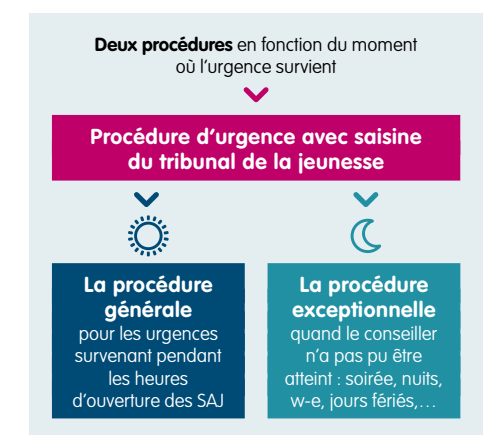 Deux procédures en fonction du moment
où l'urgence survient
Procédure d'urgence avec saisine
du tribunal de la jeunesse
La procédure
générale
pour les urgences
survenant pendant
les heures
d'ouverture des SAJ
La procédure
exceptionnelle
quand le conseiller
n'a pas pu être
atteint : soirée, nuits,
w-e, jours fériés,…